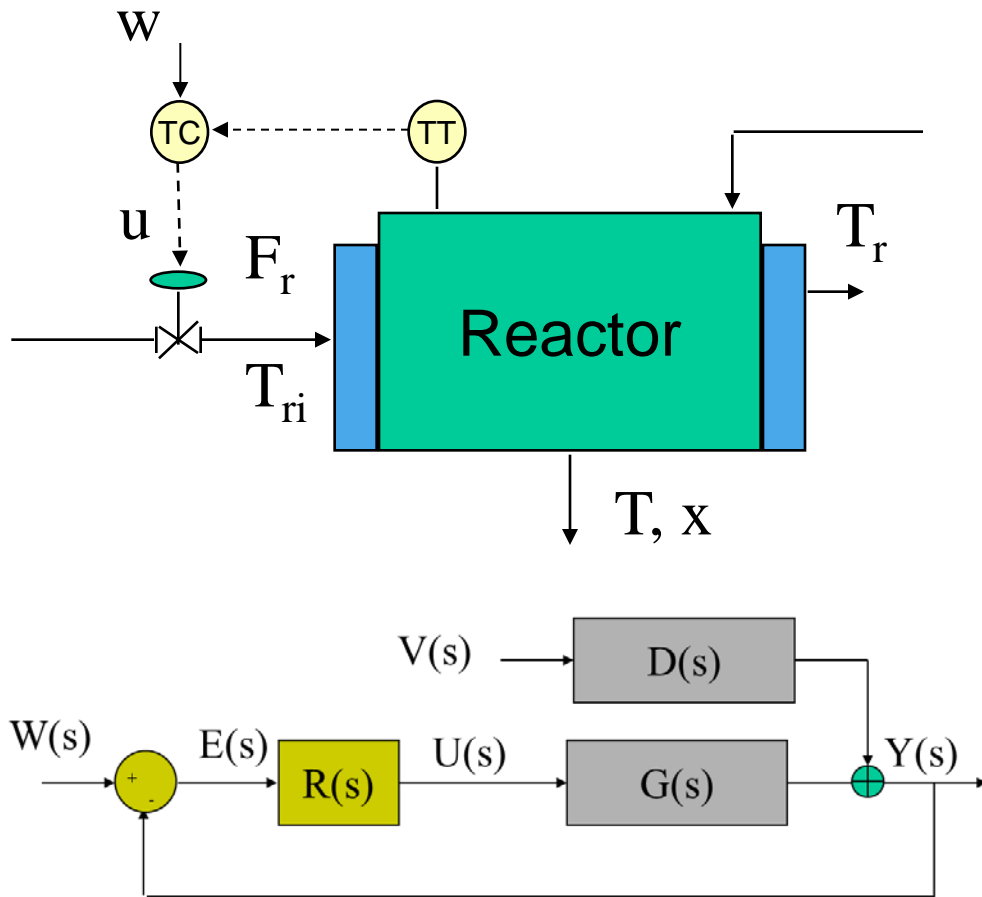 w
TC
TT
u
F_r
T_r
Reactor
T_ri
T, x
V(s)
D(s)
W(s)
E(s)
U(s)
Y(s)
+
-
R(s)
G(s)